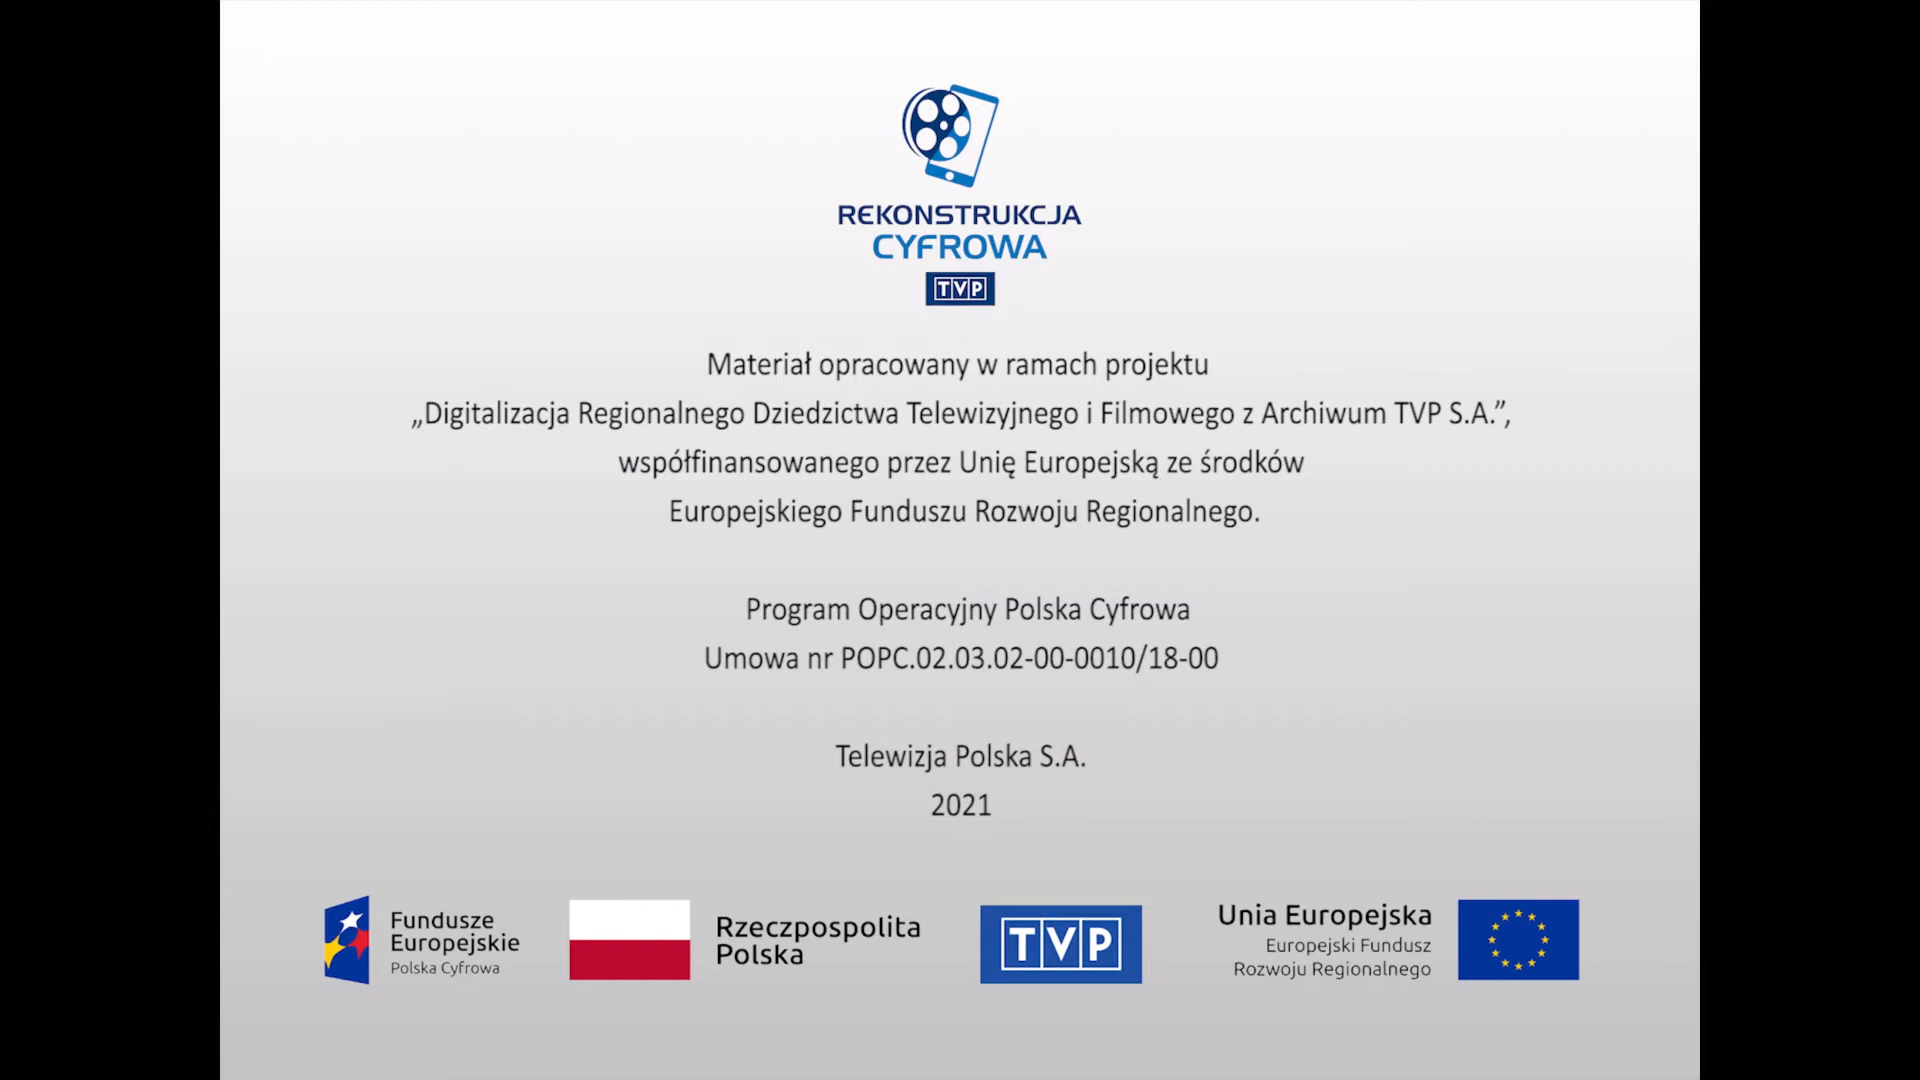 REKONSTRUKCJA
CYFROWA
TVP
Materiał opracowany w ramach projektu
„Digitalizacja Regionalnego Dziedzictwa Telewizyjnego i Filmowego z Archiwum TVP S.A.”,
współfinansowanego przez Unię Europejską ze środków
Europejskiego Funduszu Rozwoju Regionalnego.
Program Operacyjny Polska Cyfrowa
Umowa nr POPC.02.03.02-00-0010/18-00
Telewizja Polska S.A.
2021
Fundusze
Europejskie
Polska Cyfrowa
Rzeczpospolita
Polska
TVP
Unia Europejska
Europejski Fundusz
Rozwoju Regionalnego